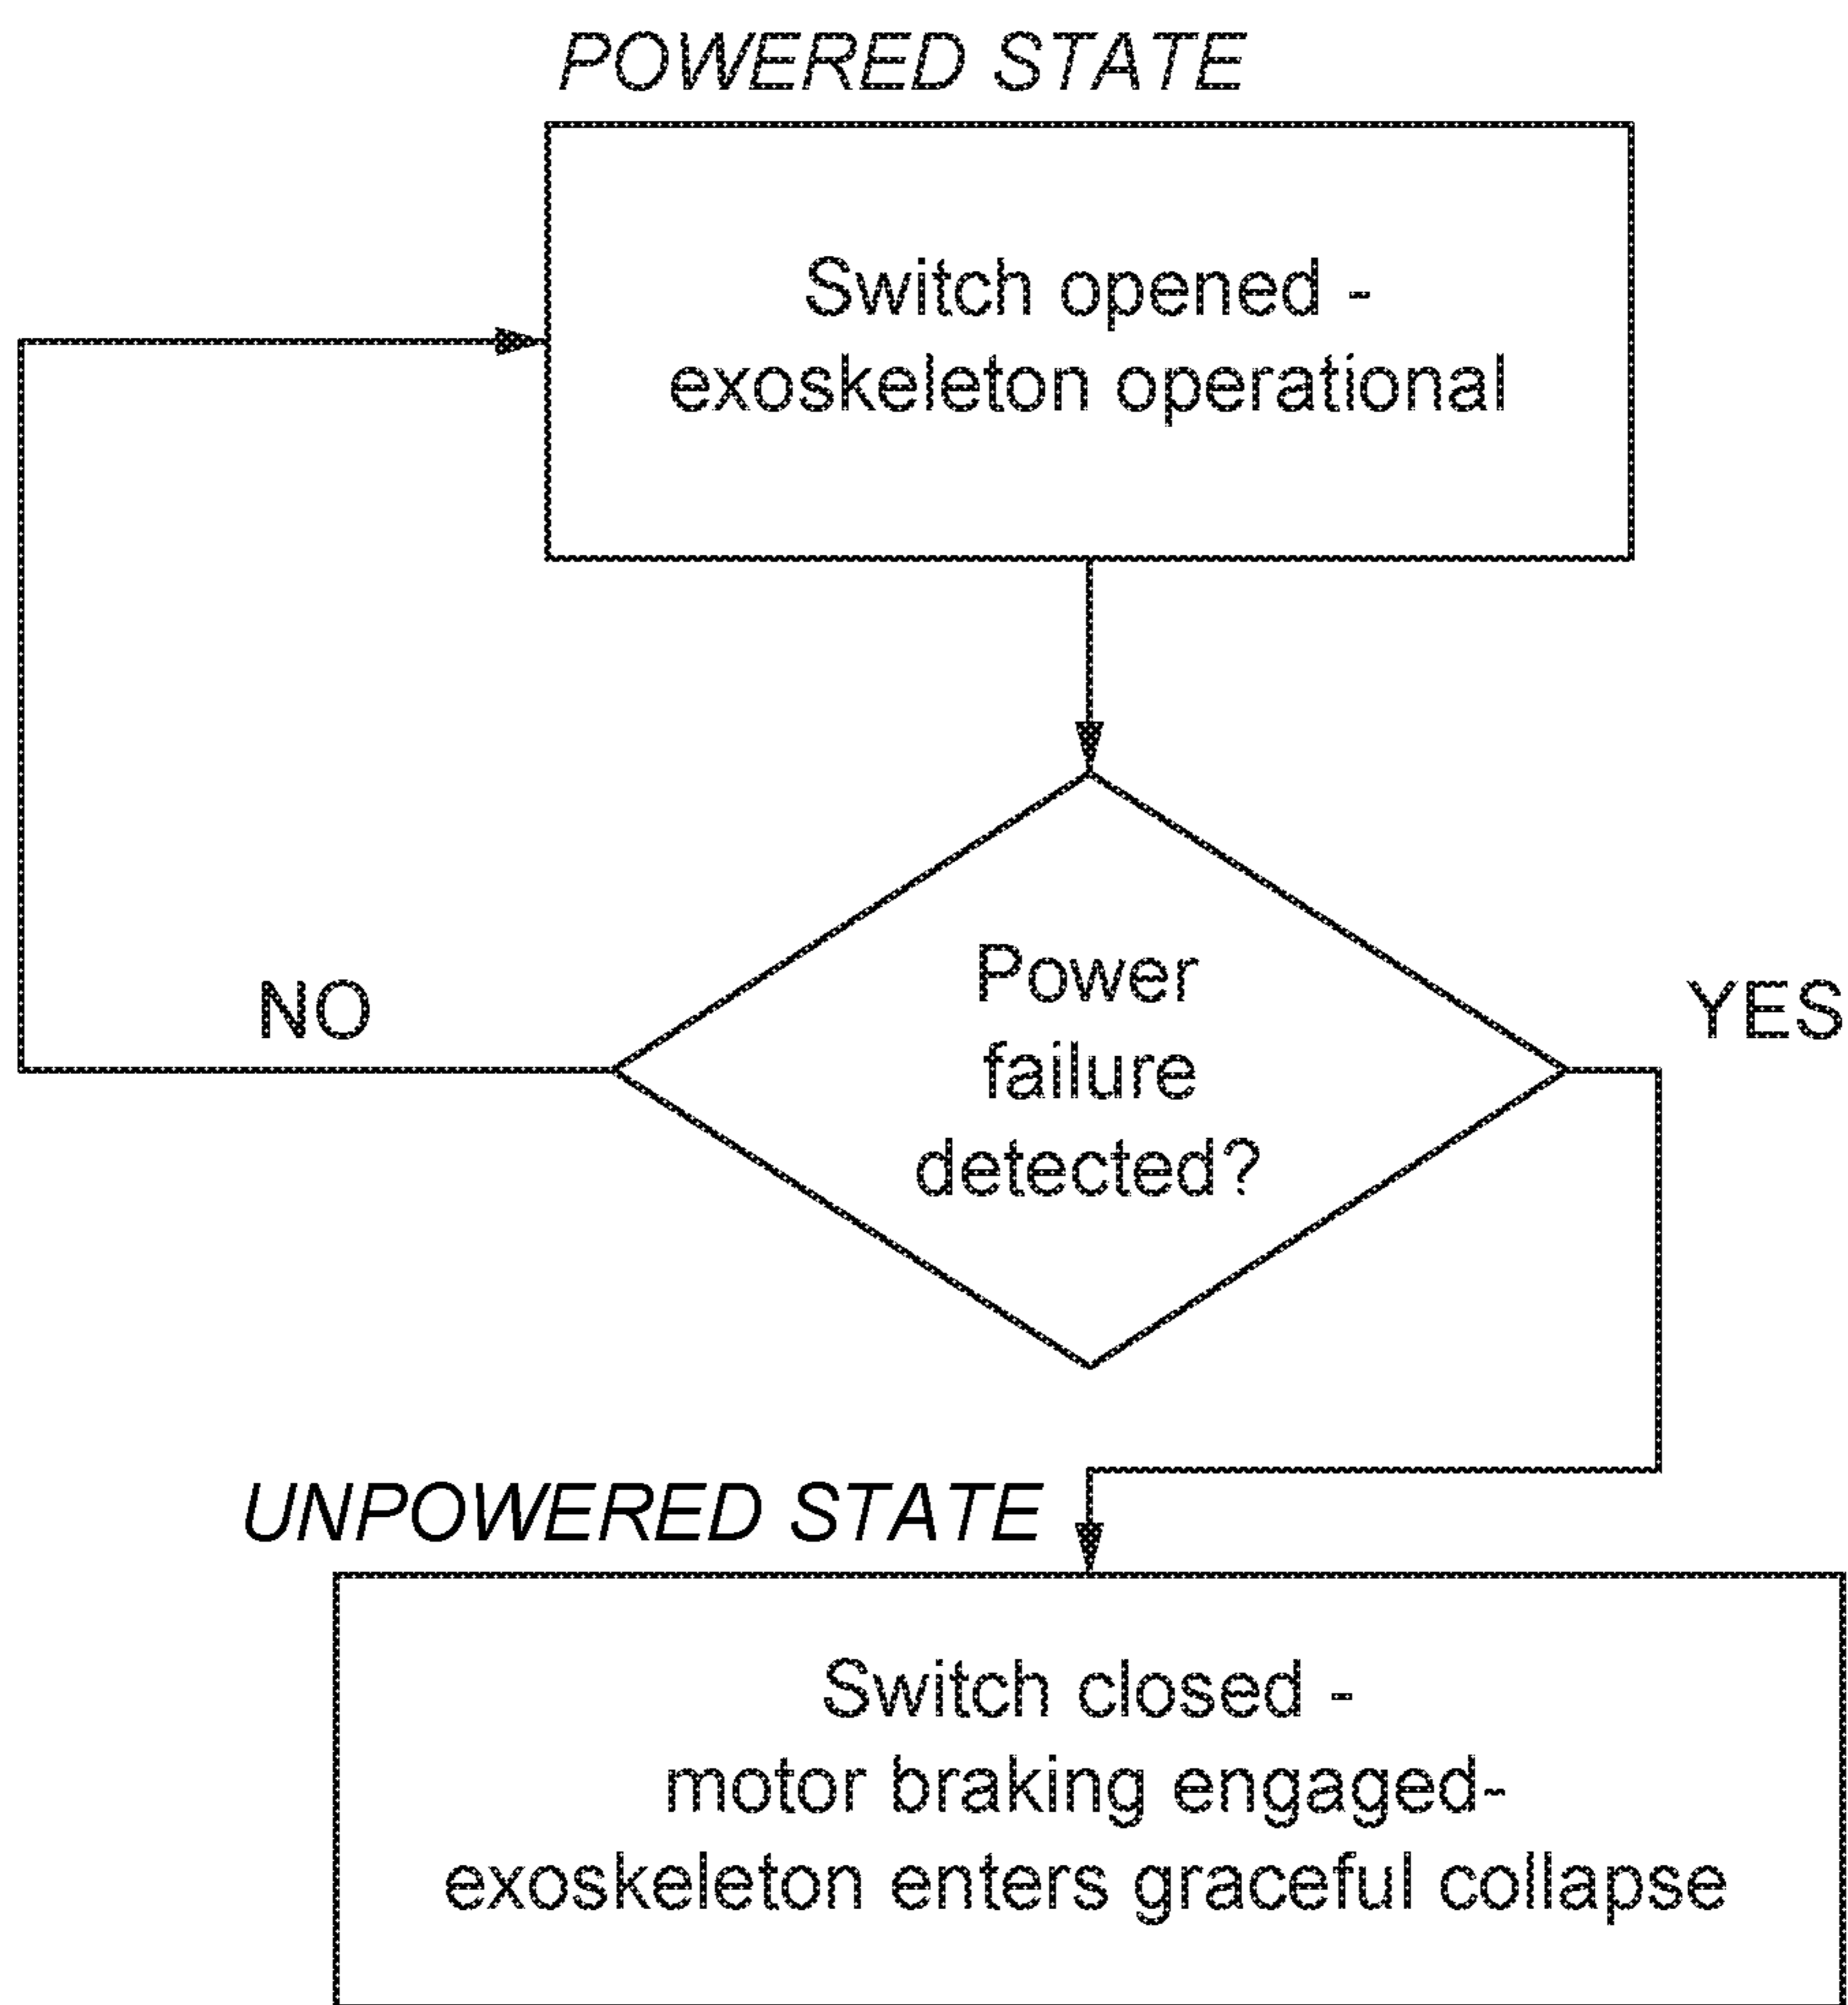 POWERED STATE
Switch opened -
exoskeleton operational
Power
failure
detected?
NO
YES
UNPOWERED STATE
Switch closed -
motor braking engaged-
exoskeleton enters graceful collapse